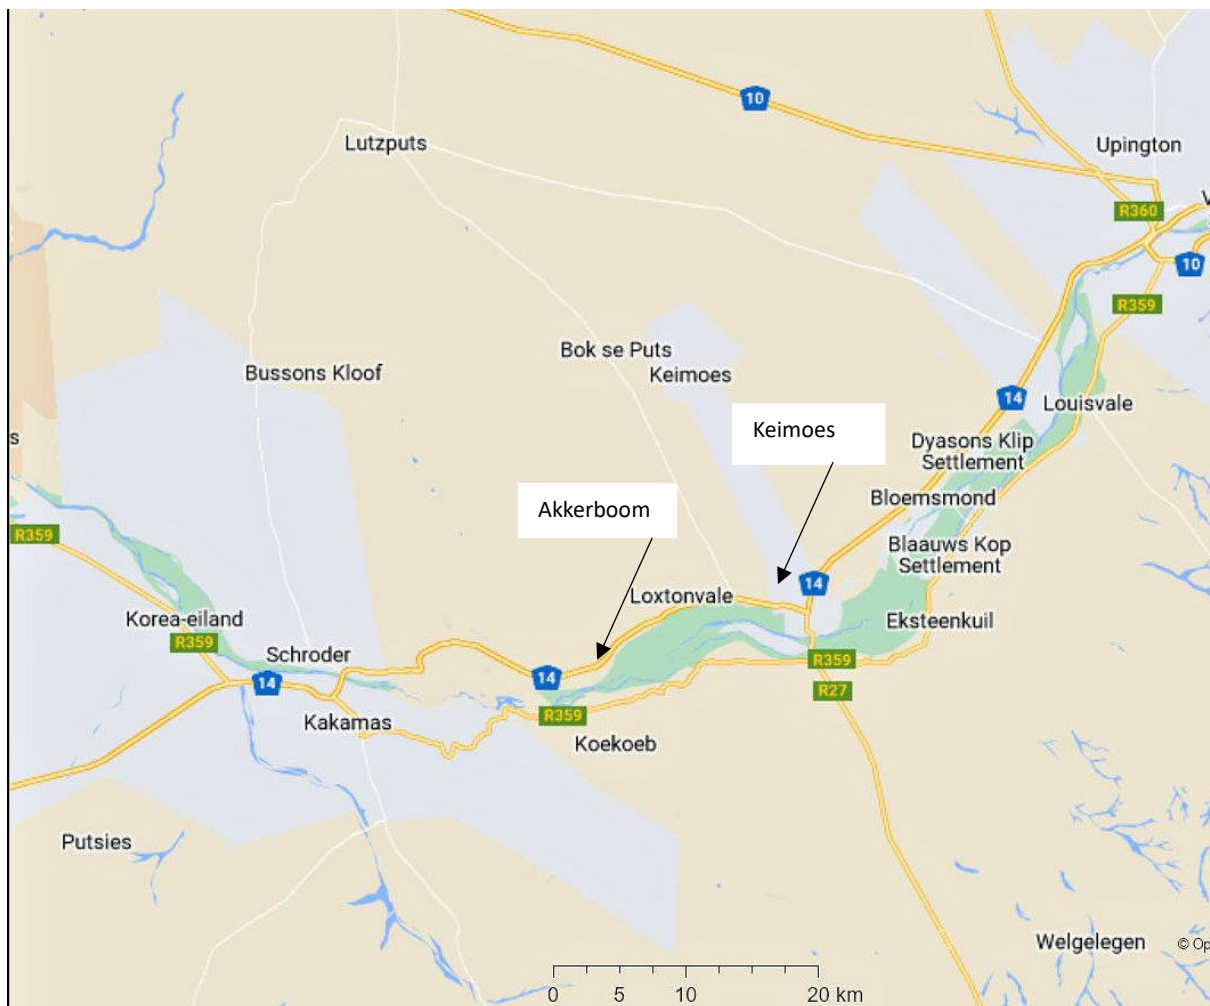 10
Lutzputs
Upington
V
R360
10
R359
Bok se Puts
Keimoes
Bussons Kloof
14
Louisvale
Keimoes
s
Dyasons Klip
Settlement
Akkerboom
Bloemsmond
R359
Blaauws Kop
Settlement
14
Loxtonvale
Korea-eiland
Eksteenkuil
R359
Schroder
R359
14
14
R27
Kakamas
R359
Koekoeb
Putsies
Welgelegen
© Op
0 5 10 20 km